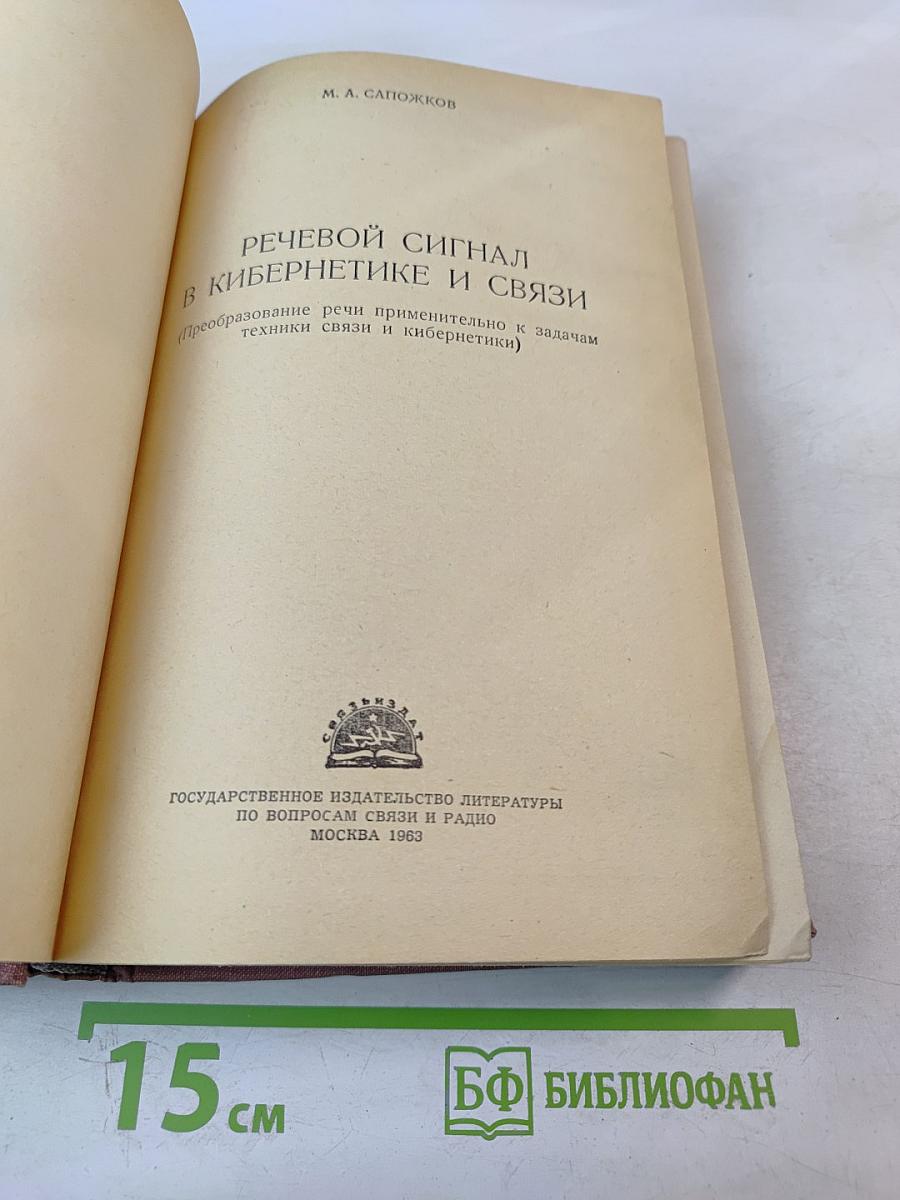 М. А. САПОЖКОВ
РЕЧЕВОЙ СИГНАЛ
В КИБЕРНЕТИКЕ И СВЯЗИ
(Преобразование речи применительно к задачам
техники связи и кибернетики)
СВЯЗЬИЗДАТ
ГОСУДАРСТВЕННОЕ ИЗДАТЕЛЬСТВО ЛИТЕРАТУРЫ
ПО ВОПРОСАМ СВЯЗИ И РАДИО
МОСКВА 1963
15 см
БФ БИБЛИОФАН